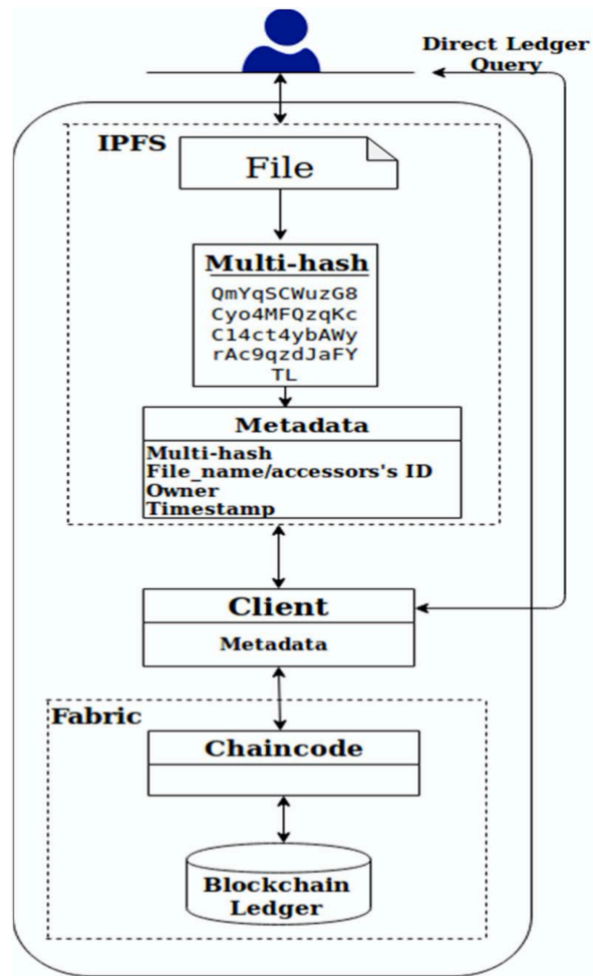 Direct Ledger
Query
IPFS
File
Multi-hash
QmYqSCWuzG8
Cyo4MFQzqKc
C14ct4ybAWy
rAc9qzdJaFY
TL
Metadata
Multi-hash
File_name/accessors's ID
Owner
Timestamp
Client
Metadata
Fabric
Chaincode
Blockchain
Ledger